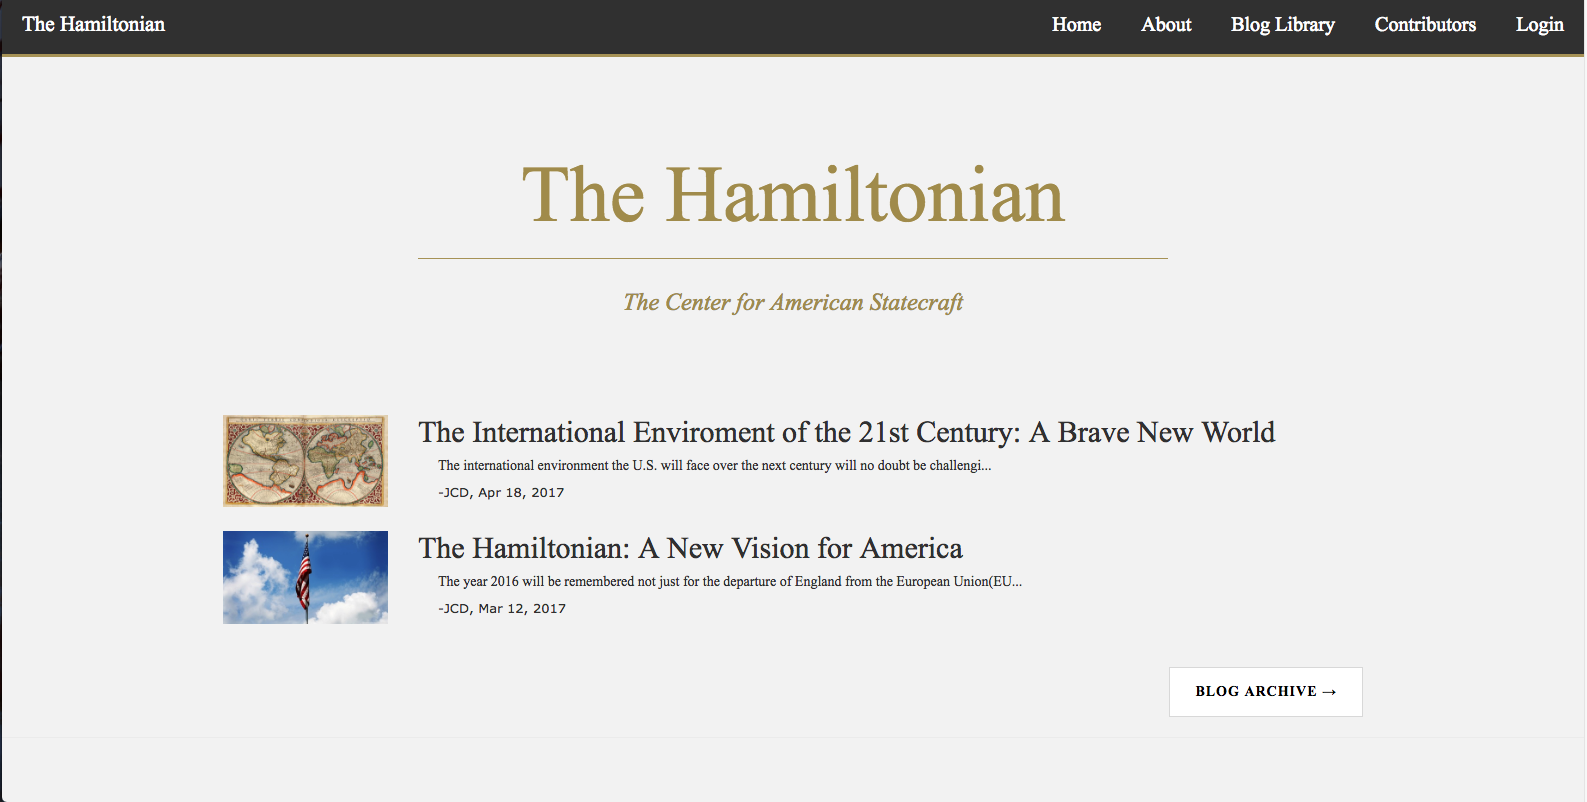 The Hamiltonian
Home About Blog Library Contributors Login
The Hamiltonian
The Center for American Statecraft
The International Enviroment of the 21st Century: A Brave New World
The international environment the U.S. will face over the next century will no doubt be challengi...
-JCD, Apr 18, 2017
The Hamiltonian: A New Vision for America
The year 2016 will be remembered not just for the departure of England from the European Union(EU...
-JCD, Mar 12, 2017
BLOG ARCHIVE →